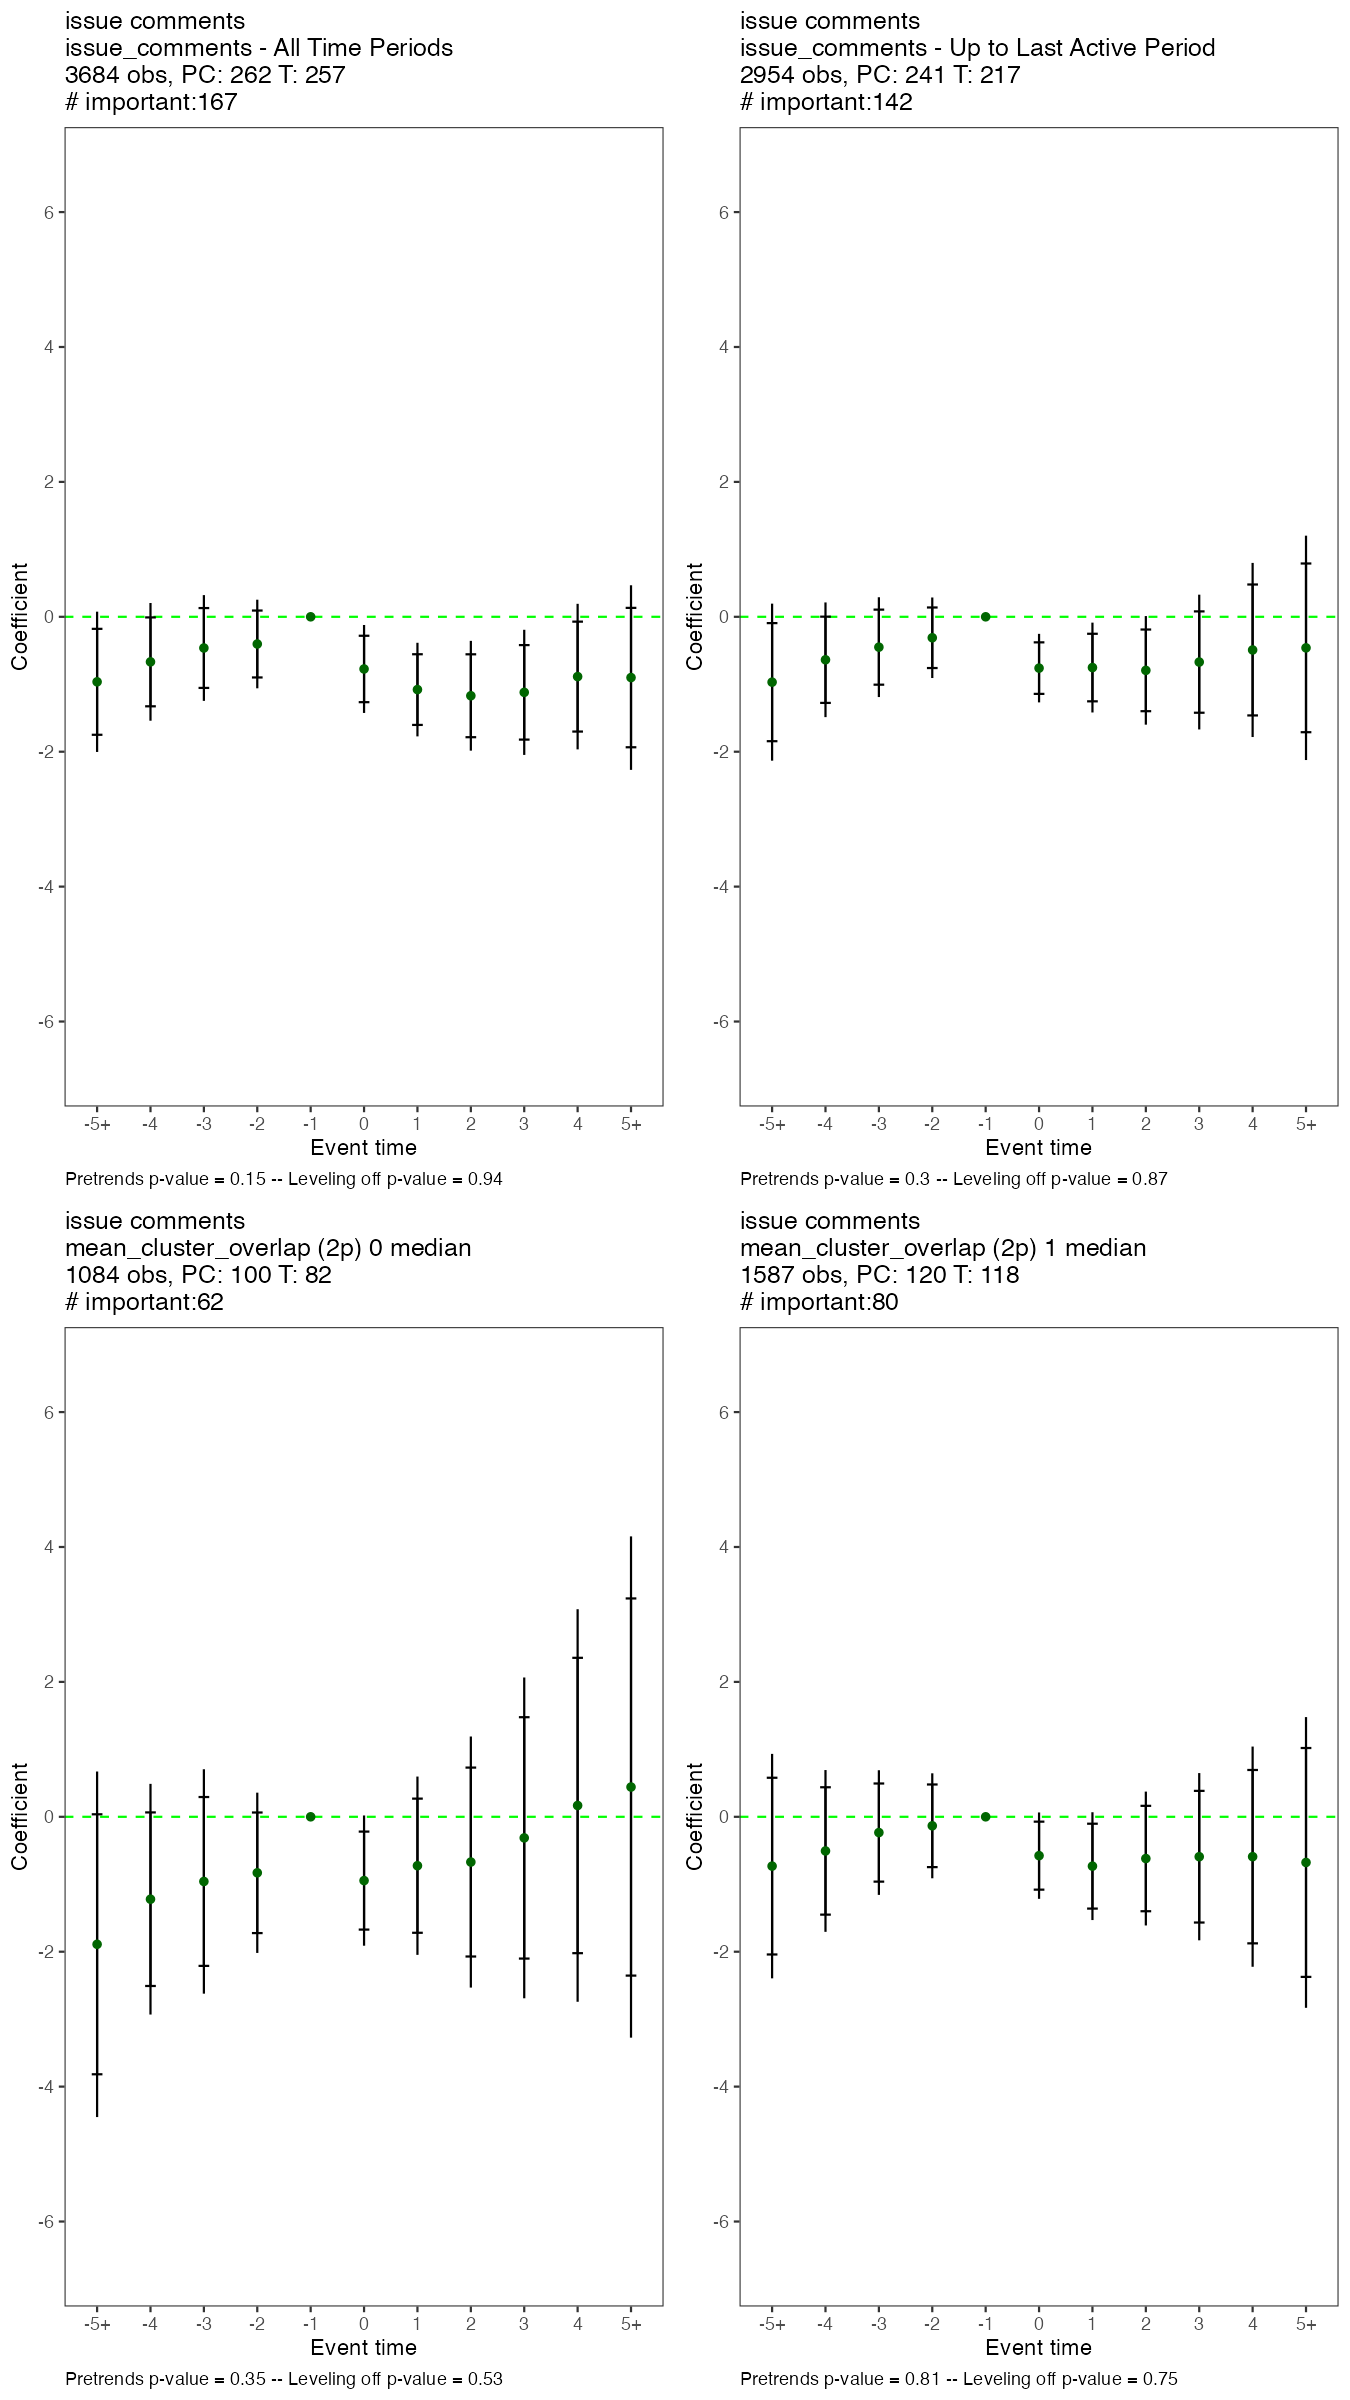 issue comments
issue_comments - All Time Periods
3684 obs, PC: 262 T: 257
# important:167
6
4
2
0
-2
-4
-6
Coefficient
-5+ -4 -3 -2 -1 0 1 2 3 4 5+
Event time
Pretrends p-value = 0.15 -- Leveling off p-value = 0.94
issue comments
issue_comments - Up to Last Active Period
2954 obs, PC: 241 T: 217
# important:142
6
4
2
0
-2
-4
-6
Coefficient
-5+ -4 -3 -2 -1 0 1 2 3 4 5+
Event time
Pretrends p-value = 0.3 -- Leveling off p-value = 0.87
issue comments
mean_cluster_overlap (2p) 0 median
1084 obs, PC: 100 T: 82
# important:62
6
4
2
0
-2
-4
-6
Coefficient
-5+ -4 -3 -2 -1 0 1 2 3 4 5+
Event time
Pretrends p-value = 0.35 -- Leveling off p-value = 0.53
issue comments
mean_cluster_overlap (2p) 1 median
1587 obs, PC: 120 T: 118
# important:80
6
4
2
0
-2
-4
-6
Coefficient
-5+ -4 -3 -2 -1 0 1 2 3 4 5+
Event time
Pretrends p-value = 0.81 -- Leveling off p-value = 0.75